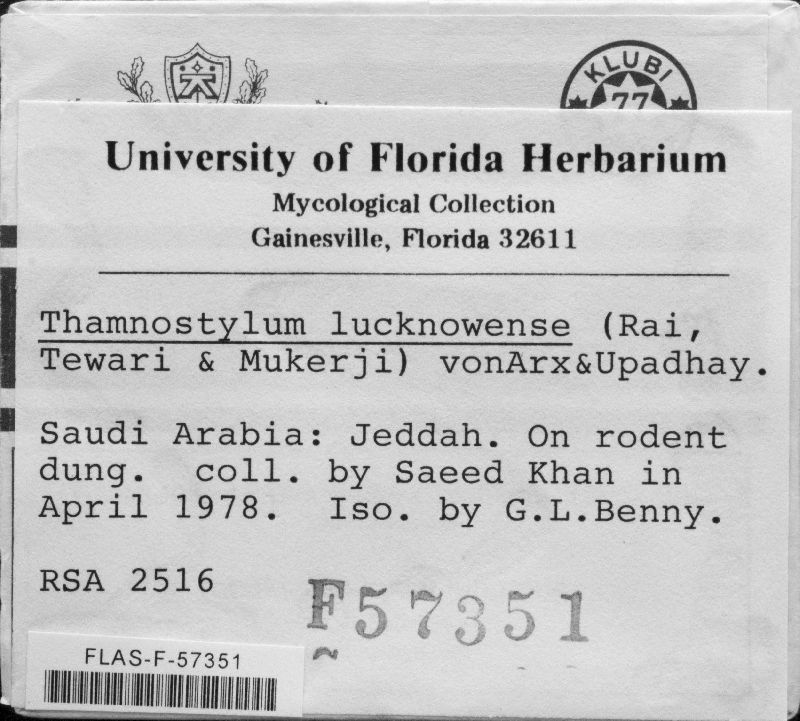 KLUBI
77
University of Florida Herbarium
Mycological Collection
Gainesville, Florida 32611
Thamnostylum lucknowense (Rai,
Tewari & Mukerji) vonArx&Upadhay.
Saudi Arabia: Jeddah. On rodent
dung. coll. by Saeed Khan in
April 1978. Iso. by G.L.Benny.
RSA 2516
F57351
FLAS-F-57351